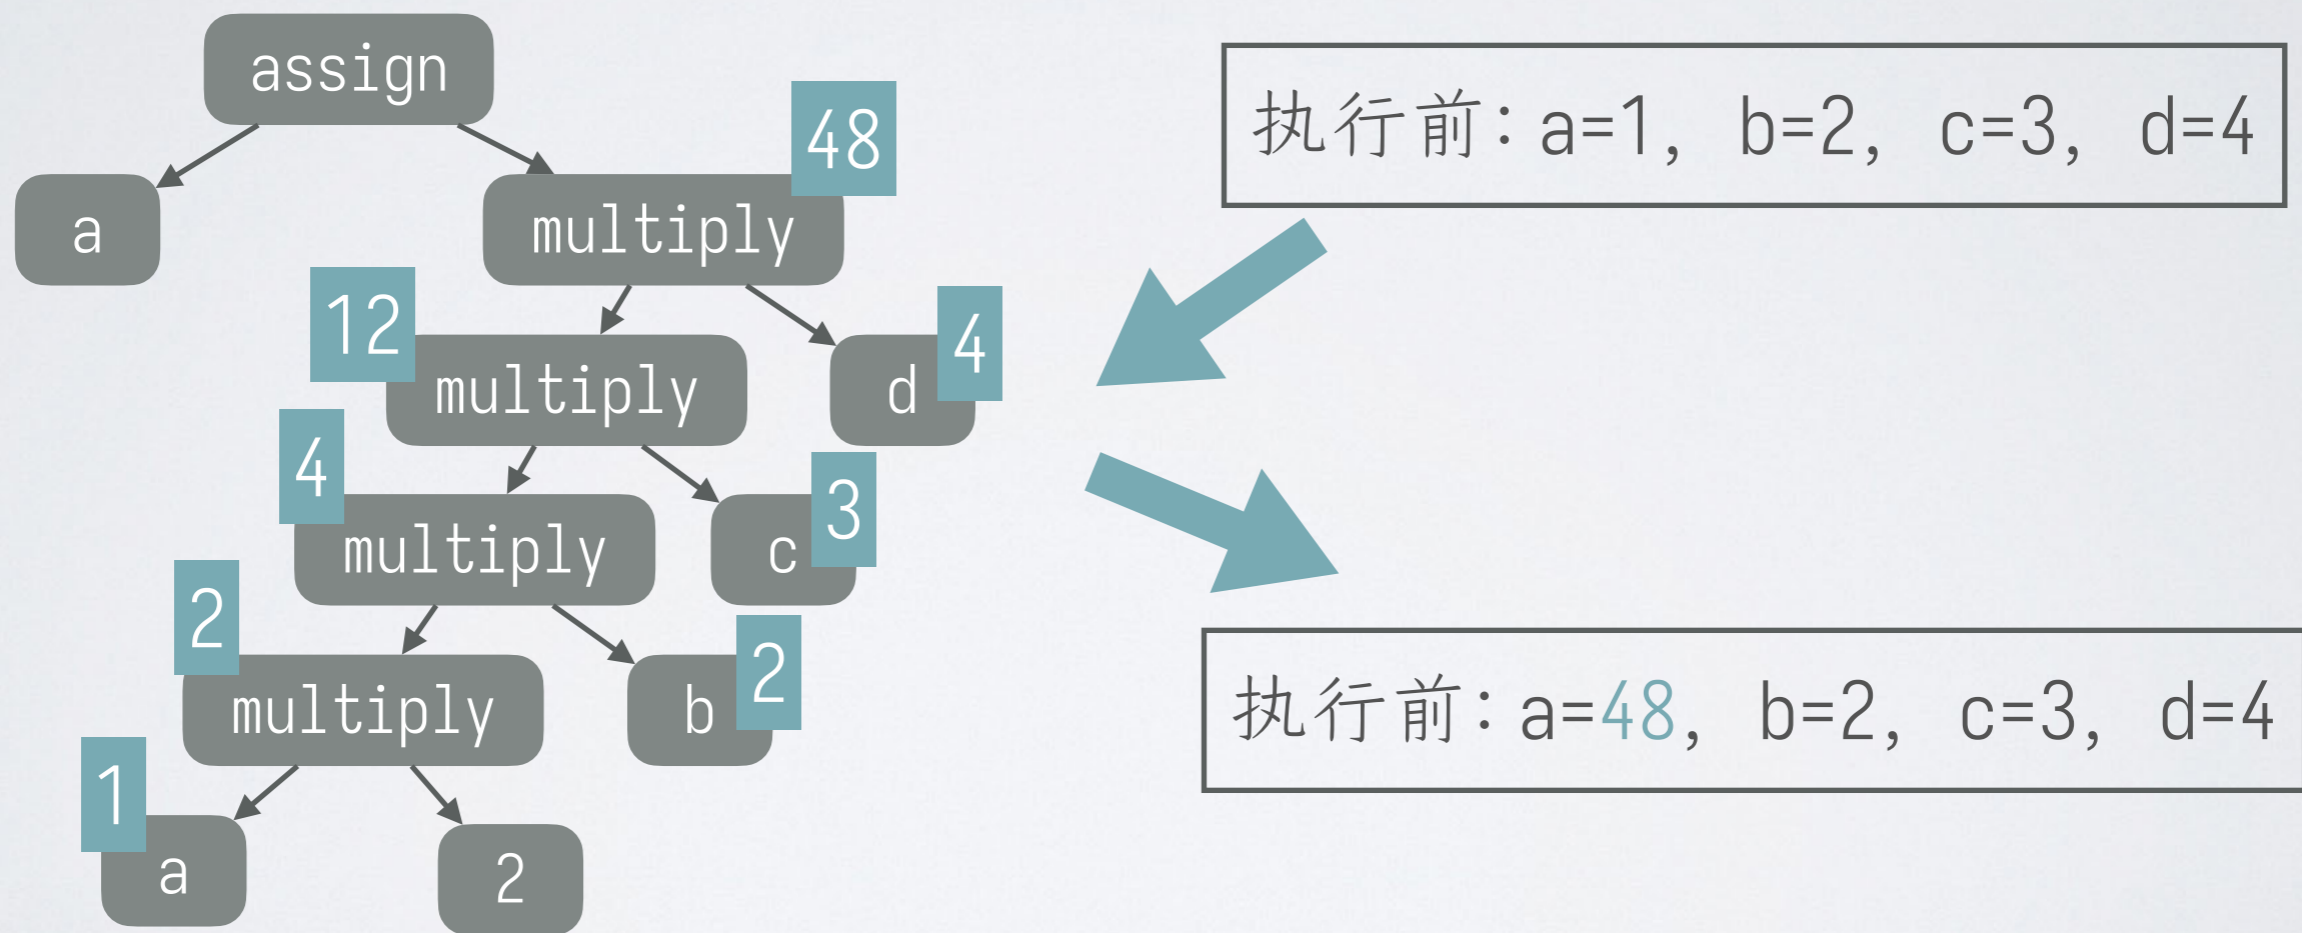 assign
48
执行前:a=1, b=2, c=3, d=4
a
multiply
12
4
multiply
d
4
3
multiply
c
2
2
multiply
b
1
a
2
执行前:a=48, b=2, c=3, d=4